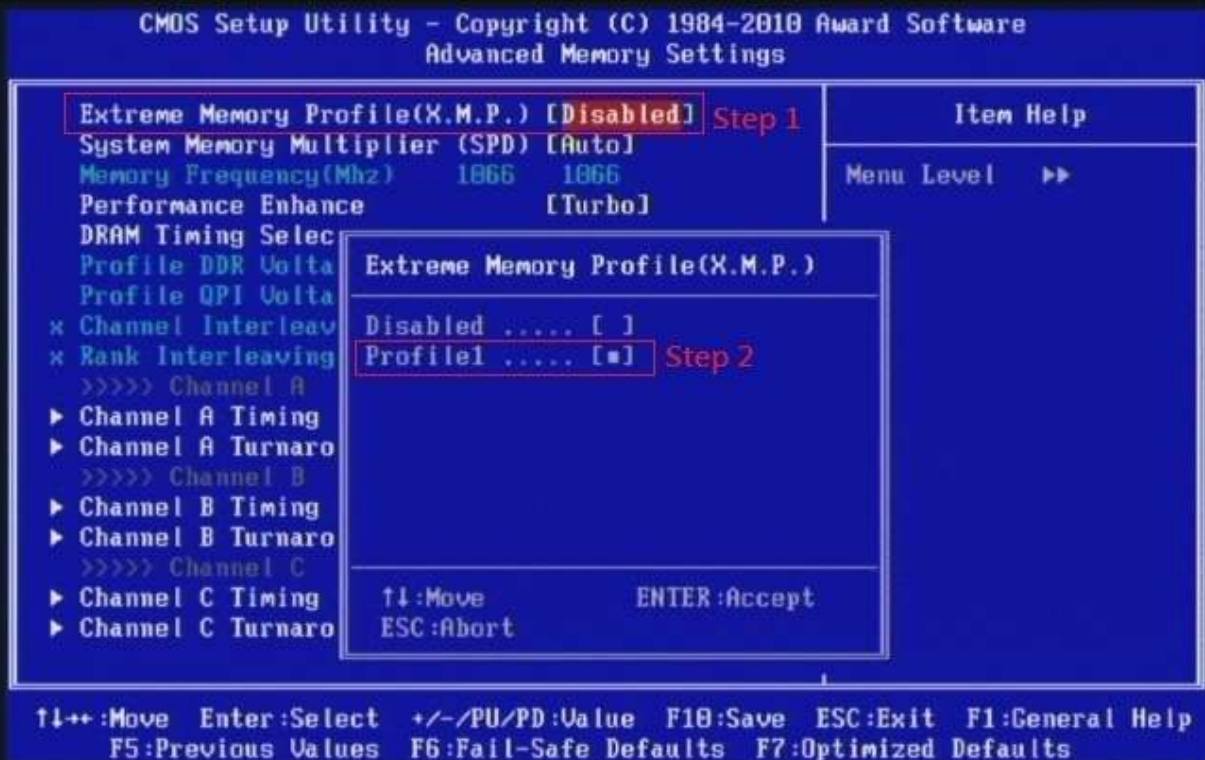 CMOS Setup Utility - Copyright (C) 1984-2010 Award Software
Advanced Memory Settings
Extreme Memory Profile(X.M.P.) [Disabled] Step 1
Item Help
System Memory Multiplier (SPD) [Auto]
Memory Frequency(Mhz) 1066 1066
Menu Level ▶▶
Performance Enhance [Turbo]
DRAM Timing Selec
Profile DDR Volta
Profile QPI Volta
x Channel Interleav
x Rank Interleaving
>>>>> Channel A
▶ Channel A Timing
▶ Channel A Turnaro
>>>>> Channel B
▶ Channel B Timing
▶ Channel B Turnaro
>>>>> Channel C
▶ Channel C Timing
▶ Channel C Turnaro
Extreme Memory Profile(X.M.P.)
Disabled ..... [ ]
Profile1 ..... [■] Step 2
↑↓:Move ENTER:Accept
ESC:Abort
↑↓→←:Move Enter:Select +/-/PU/PD:Value F10:Save ESC:Exit F1:General Help
F5:Previous Values F6:Fail-Safe Defaults F7:Optimized Defaults